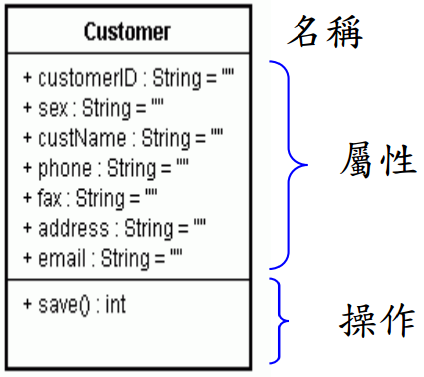 Customer
名稱
+ customerID : String = ""
+ sex : String = ""
+ custName : String = ""
+ phone : String = ""
+ fax : String = ""
+ address : String = ""
+ email : String = ""
屬性
+ save() : int
操作